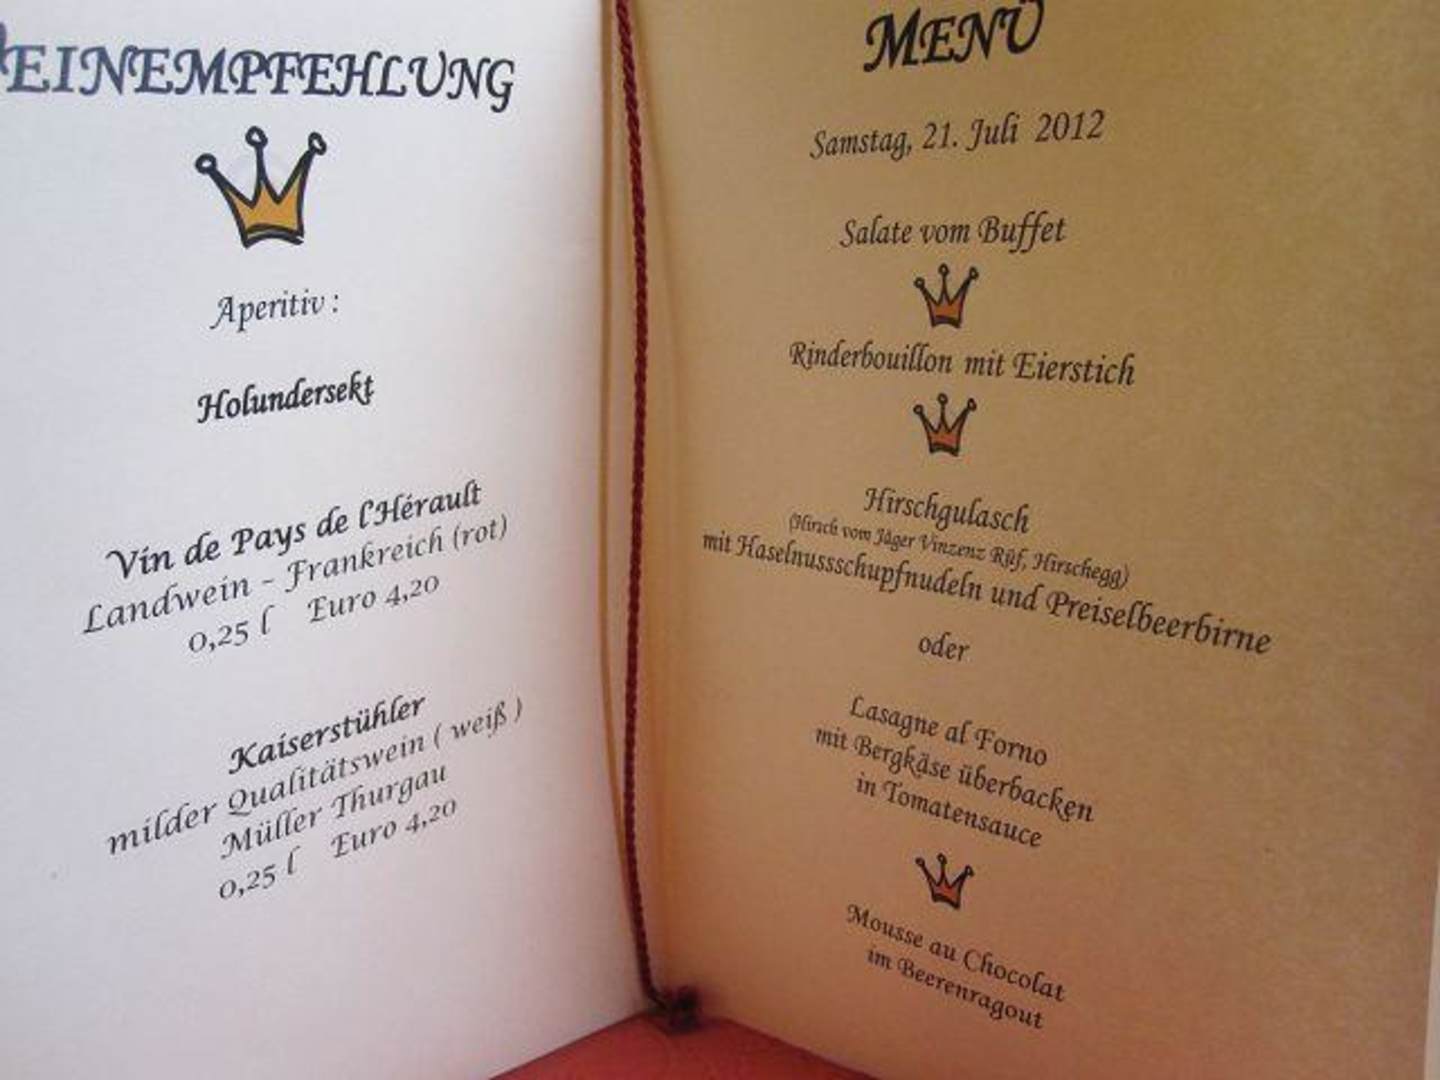 WEINEMPFEHLUNG
Aperitiv :
Holundersekt
Vin de Pays de l'Hérault
Landwein - Frankreich (rot)
0,25 l Euro 4,20
Kaiserstühler
milder Qualitätswein ( weiß )
Müller Thurgau
0,25 l Euro 4,20
MENÜ
Samstag, 21. Juli 2012
Salate vom Buffet
Rinderbouillon mit Eierstich
Hirschgulasch
(Hirsch vom Jäger Vinzenz Rüf, Hirschegg)
mit Haselnussschupfnudeln und Preiselbeerbirne
oder
Lasagne al Forno
mit Bergkäse überbacken
in Tomatensauce
Mousse au Chocolat
im Beerenragout